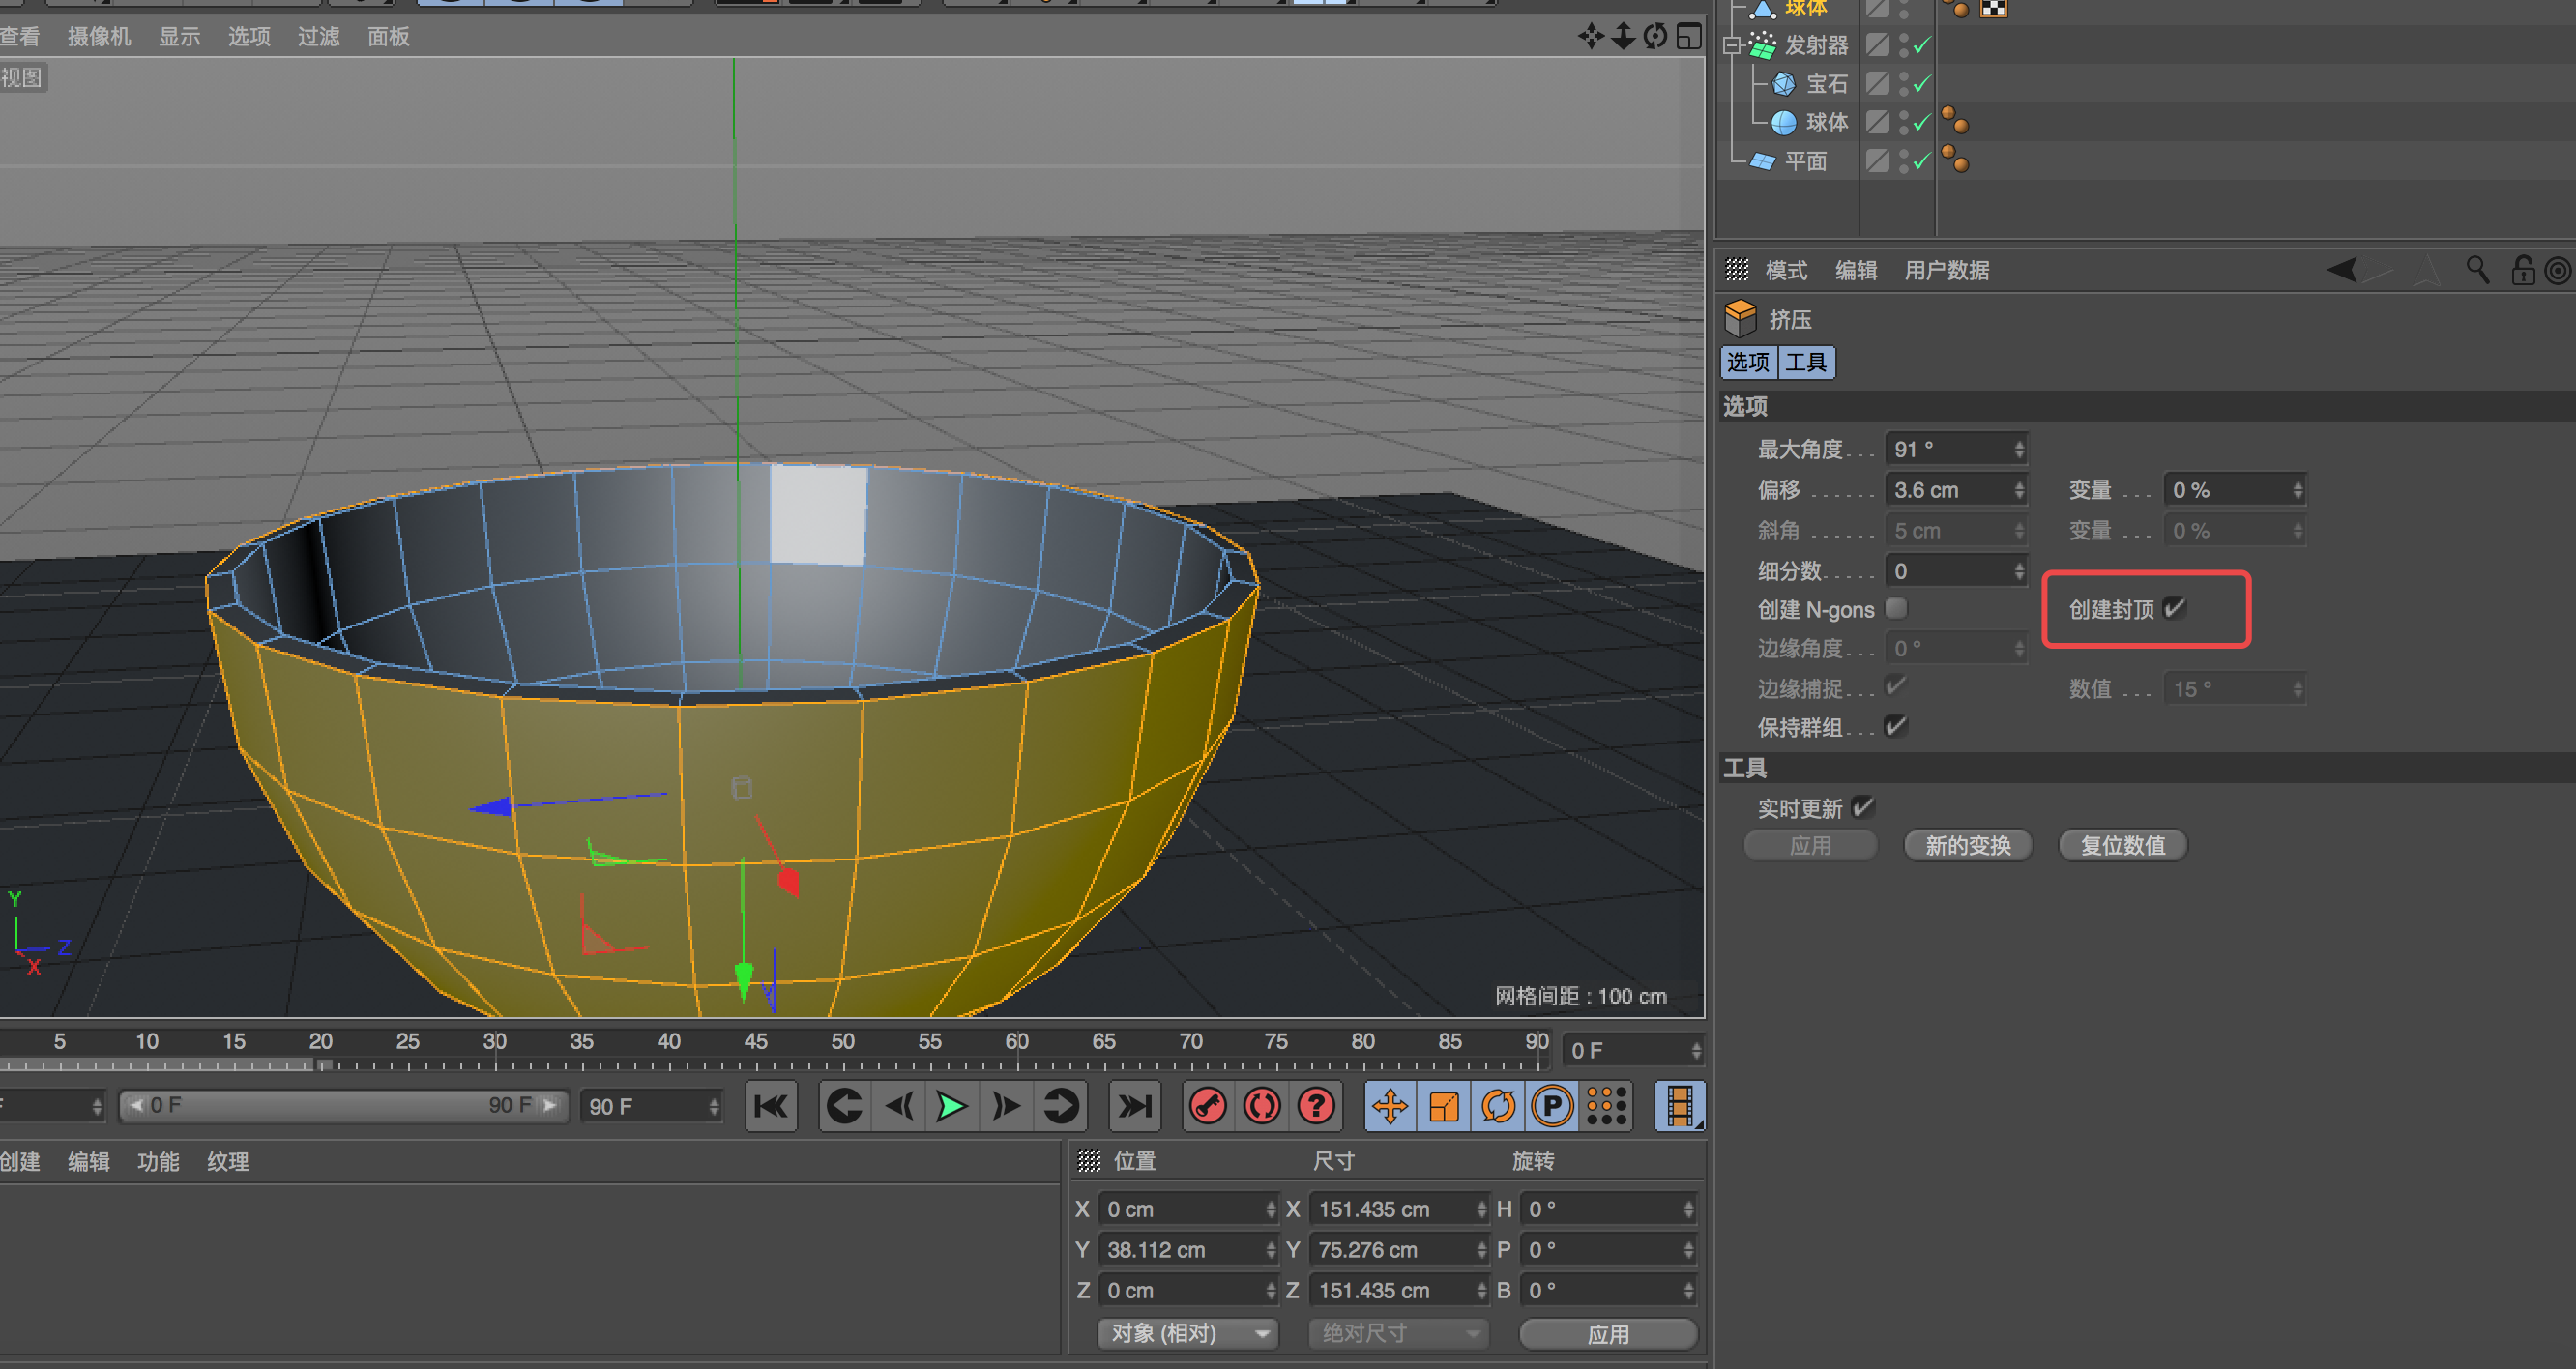 查看 摄像机 显示 选项 过滤 面板
视图
球体
发射器
宝石
球体
平面
模式 编辑 用户数据
挤压
选项 工具
选项
最大角度 . . . 91 °
偏移 . . . . . . 3.6 cm 变量 . . . 0 %
斜角 . . . . . . 5 cm 变量 . . . 0 %
细分数. . . . . 0
创建 N-gons 创建封顶
边缘角度. . . 0 °
边缘捕捉. . . 数值 . . . 15 °
保持群组. . .
工具
实时更新
应用 新的变换 复位数值
Y
Z
X
Y
网格间距 : 100 cm
5 10 15 20 25 30 35 40 45 50 55 60 65 70 75 80 85 90 0 F
F 0 F 90 F 90 F
? P
创建 编辑 功能 纹理
位置 尺寸 旋转
X 0 cm X 151.435 cm H 0 °
Y 38.112 cm Y 75.276 cm P 0 °
Z 0 cm Z 151.435 cm B 0 °
对象 (相对) 绝对尺寸 应用